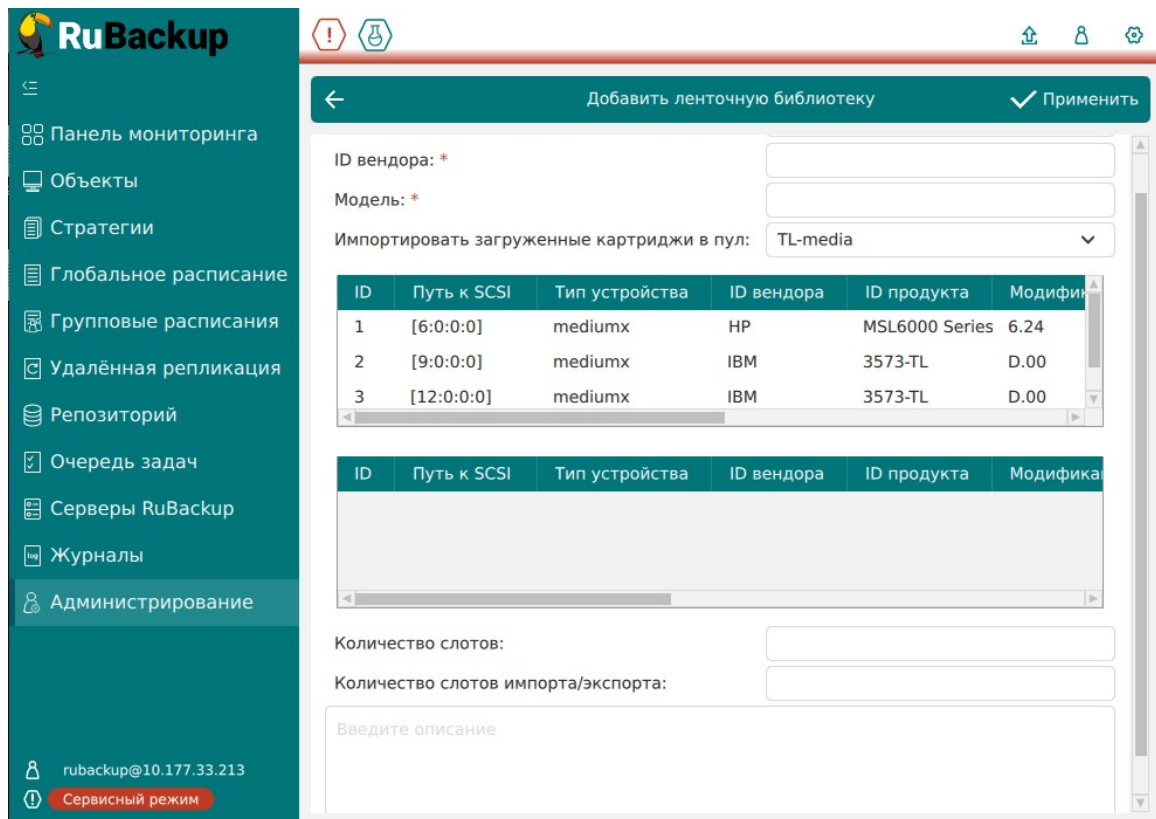 RuBackup
Панель мониторинга
Объекты
Стратегии
Глобальное расписание
Групповые расписания
Удалённая репликация
Репозиторий
Очередь задач
Серверы RuBackup
log Журналы
Администрирование
rubackup@10.177.33.213
Сервисный режим
Добавить ленточную библиотеку
Применить
ID вендора: *
Модель: *
Импортировать загруженные картриджи в пул: TL-media
ID Путь к SCSI Тип устройства ID вендора ID продукта Модифик
1 [6:0:0:0] mediumx HP MSL6000 Series 6.24
2 [9:0:0:0] mediumx IBM 3573-TL D.00
3 [12:0:0:0] mediumx IBM 3573-TL D.00
ID Путь к SCSI Тип устройства ID вендора ID продукта Модифика
Количество слотов:
Количество слотов импорта/экспорта:
Введите описание